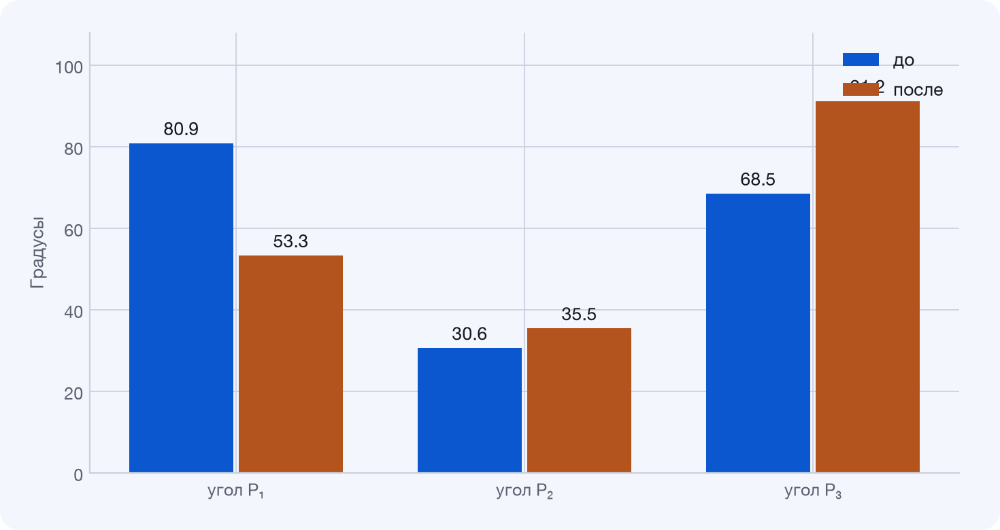 Градусы
100
80
60
40
20
0
80.9
53.3
30.6
35.5
68.5
до
после
угол P₁
угол P₂
угол P₃